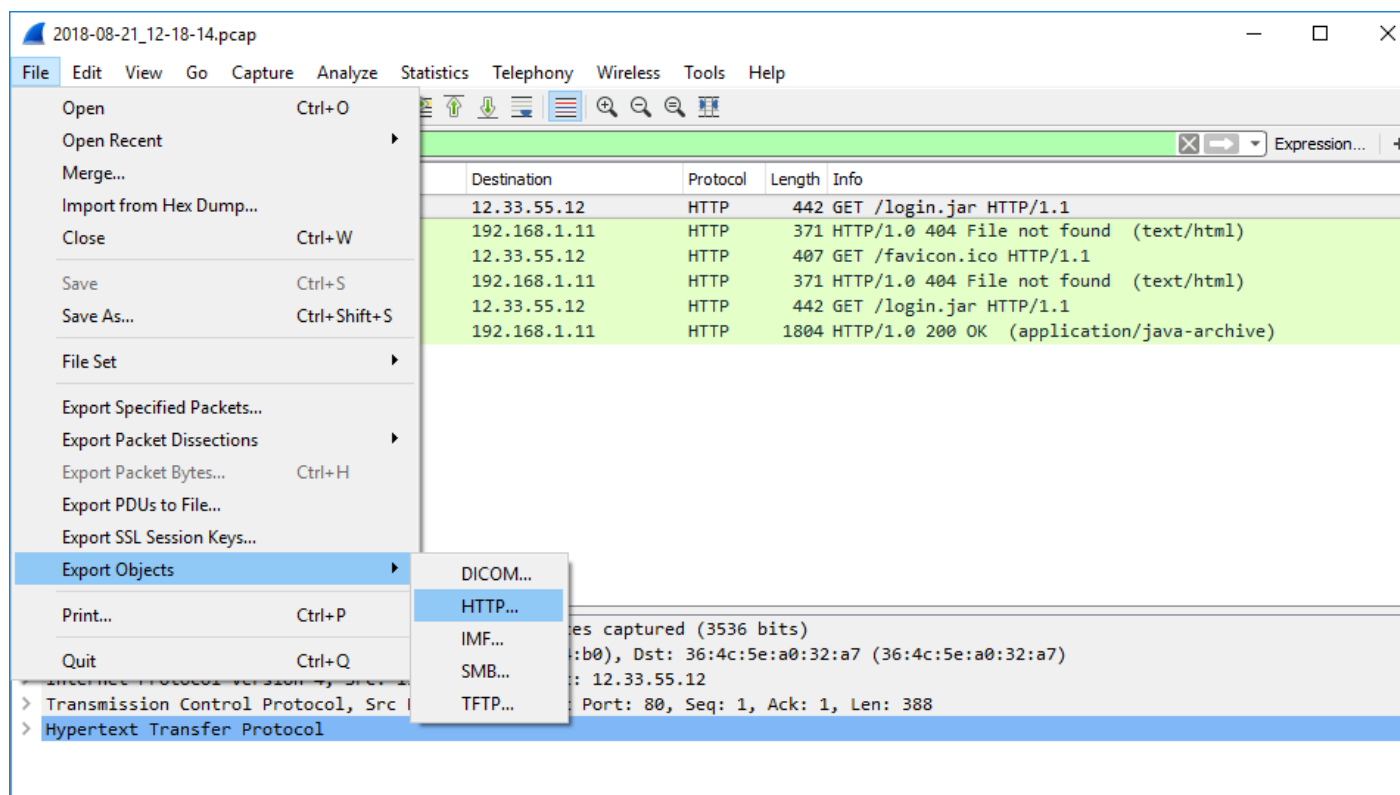 2018-08-21_12-18-14.pcap
File Edit View Go Capture Analyze Statistics Telephony Wireless Tools Help
Open Ctrl+O
Open Recent
Merge...
Import from Hex Dump...
Close Ctrl+W
Save Ctrl+S
Save As... Ctrl+Shift+S
File Set
Export Specified Packets...
Export Packet Dissections
Export Packet Bytes... Ctrl+H
Export PDUs to File...
Export SSL Session Keys...
Export Objects
Print... Ctrl+P
Quit Ctrl+Q
DICOM...
HTTP...
IMF...
SMB...
TFTP...
Expression... +
Destination Protocol Length Info
12.33.55.12 HTTP 442 GET /login.jar HTTP/1.1
192.168.1.11 HTTP 371 HTTP/1.0 404 File not found (text/html)
12.33.55.12 HTTP 407 GET /favicon.ico HTTP/1.1
192.168.1.11 HTTP 371 HTTP/1.0 404 File not found (text/html)
12.33.55.12 HTTP 442 GET /login.jar HTTP/1.1
192.168.1.11 HTTP 1804 HTTP/1.0 200 OK (application/java-archive)
es captured (3536 bits)
:b0), Dst: 36:4c:5e:a0:32:a7 (36:4c:5e:a0:32:a7)
Internet Protocol Version 4, Src: 1 : 12.33.55.12
Transmission Control Protocol, Src Port: 80, Seq: 1, Ack: 1, Len: 388
Hypertext Transfer Protocol